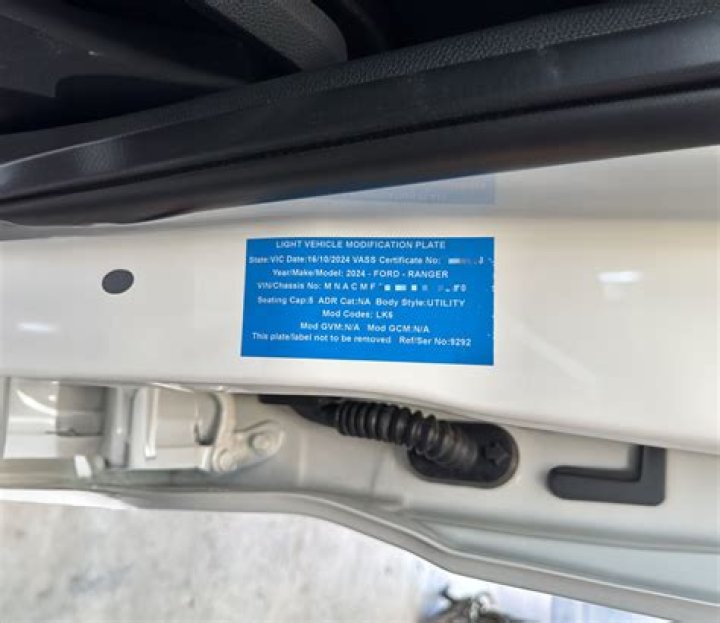 LIGHT VEHICLE MODIFICATION PLATE
State:VIC Date:16/10/2024 VASS Certificate No: J
Year/Make/Model: 2024 - FORD - RANGER
VIN/Chassis No: M N A C M F F0
Seating Cap:5 ADR Cat:NA Body Style:UTILITY
Mod Codes: LK6
Mod GVM:N/A Mod GCM:N/A
This plate/label not to be removed Ref/Ser No:9292